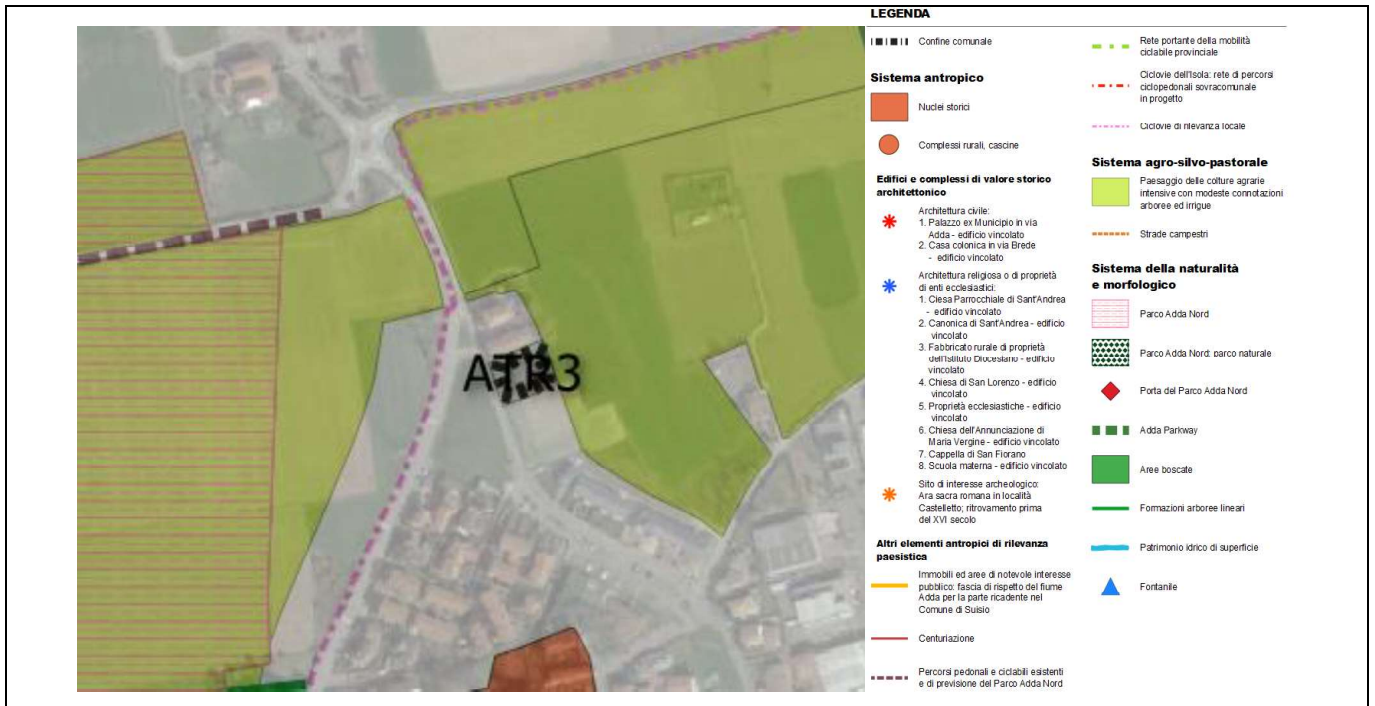 ATR3
LEGENDA
Confine comunale
Sistema antropico
Nuclei storici
Complessi rurali, cascine
Edifici e complessi di valore storico
architettonico
Architettura civile:
1. Palazzo ex Municipio in via
Adda - edificio vincolato
2. Casa colonica in via Brede
- edificio vincolato
Architettura religiosa o di proprietà
di enti ecclesiastici:
1. Ciesa Parrocchiale di Sant'Andrea
- edificio vincolato
2. Canonica di Sant'Andrea - edificio
vincolato
3. Fabbricato rurale di proprietà
dell'Istituto Diocesano - edificio
vincolato
4. Chiesa di San Lorenzo - edificio
vincolato
5. Proprietà ecclesiastiche - edificio
vincolato
6. Chiesa dell'Annunciazione di
Maria Vergine - edificio vincolato
7. Cappella di San Fiorano
8. Scuola materna - edificio vincolato
Sito di interesse archeologico:
Ara sacra romana in località
Castelletto; ritrovamento prima
del XVI secolo
Altri elementi antropici di rilevanza
paesistica
Immobili ed aree di notevole interesse
pubblico: fascia di rispetto del fiume
Adda per la parte ricadente nel
Comune di Suisio
Centuriazione
Percorsi pedonali e ciclabili esistenti
e di previsione del Parco Adda Nord
Rete portante della mobilità
ciclabile provinciale
Ciclovie dell'Isola: rete di percorsi
ciclopedonali sovracomunale
in progetto
Ciclovie di rilevanza locale
Sistema agro-silvo-pastorale
Paesaggio delle colture agrarie
intensive con modeste connotazioni
arboree ed irrigue
Strade campestri
Sistema della naturalità
e morfologico
Parco Adda Nord
Parco Adda Nord: parco naturale
Porta del Parco Adda Nord
Adda Parkway
Aree boscate
Formazioni arboree lineari
Patrimonio idrico di superficie
Fontanile